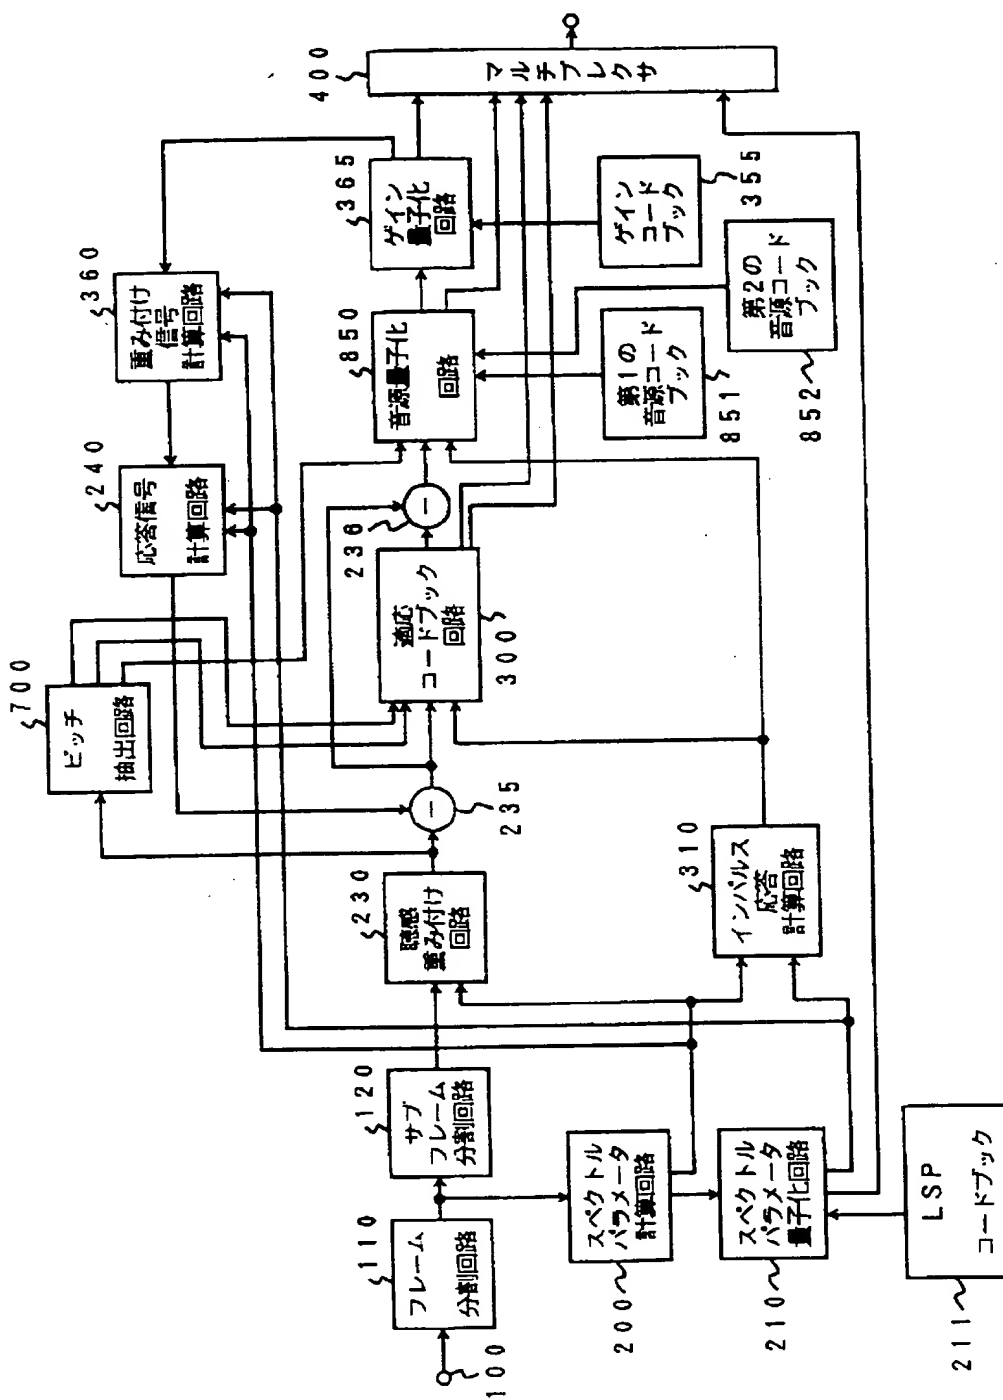 100
110
フレーム
分割回路
120
サブ
フレーム
分割回路
200
スペクトル
パラメータ
計算回路
210
スペクトル
パラメータ
量子化回路
211
LSP
コードブック
230
聴感
重み付け
回路
235
−
700
ピッチ
抽出回路
240
応答信号
計算回路
360
重み付け
信号
計算回路
300
適応
コードブック
回路
236
−
310
インパルス
応答
計算回路
850
音源量子化
回路
851
第1の
音源コード
ブック
852
第2の
音源コード
ブック
365
ゲイン
量子化
回路
355
ゲイン
コード
ブック
400
マルチプレクサ